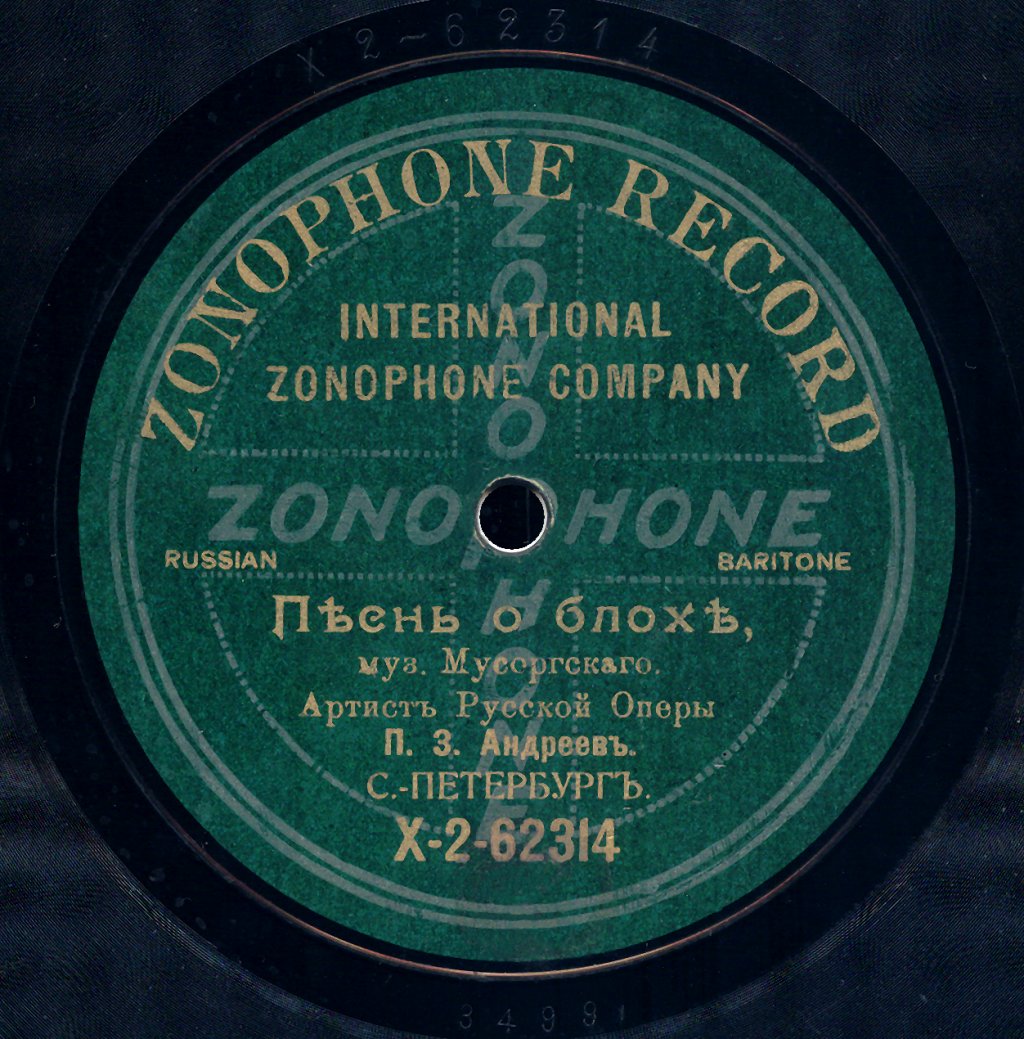 X 2-62314
ZONOPHONE RECORD
INTERNATIONAL
ZONOPHONE COMPANY
ZONOPHONE
ZONOPHONE
RUSSIAN
BARITONE
Пѣснь о блохѣ,
муз. Мусоргскаго.
Артистъ Русской Оперы
П. З. Андреевъ.
С.-ПЕТЕРБУРГЪ.
X-2-62314